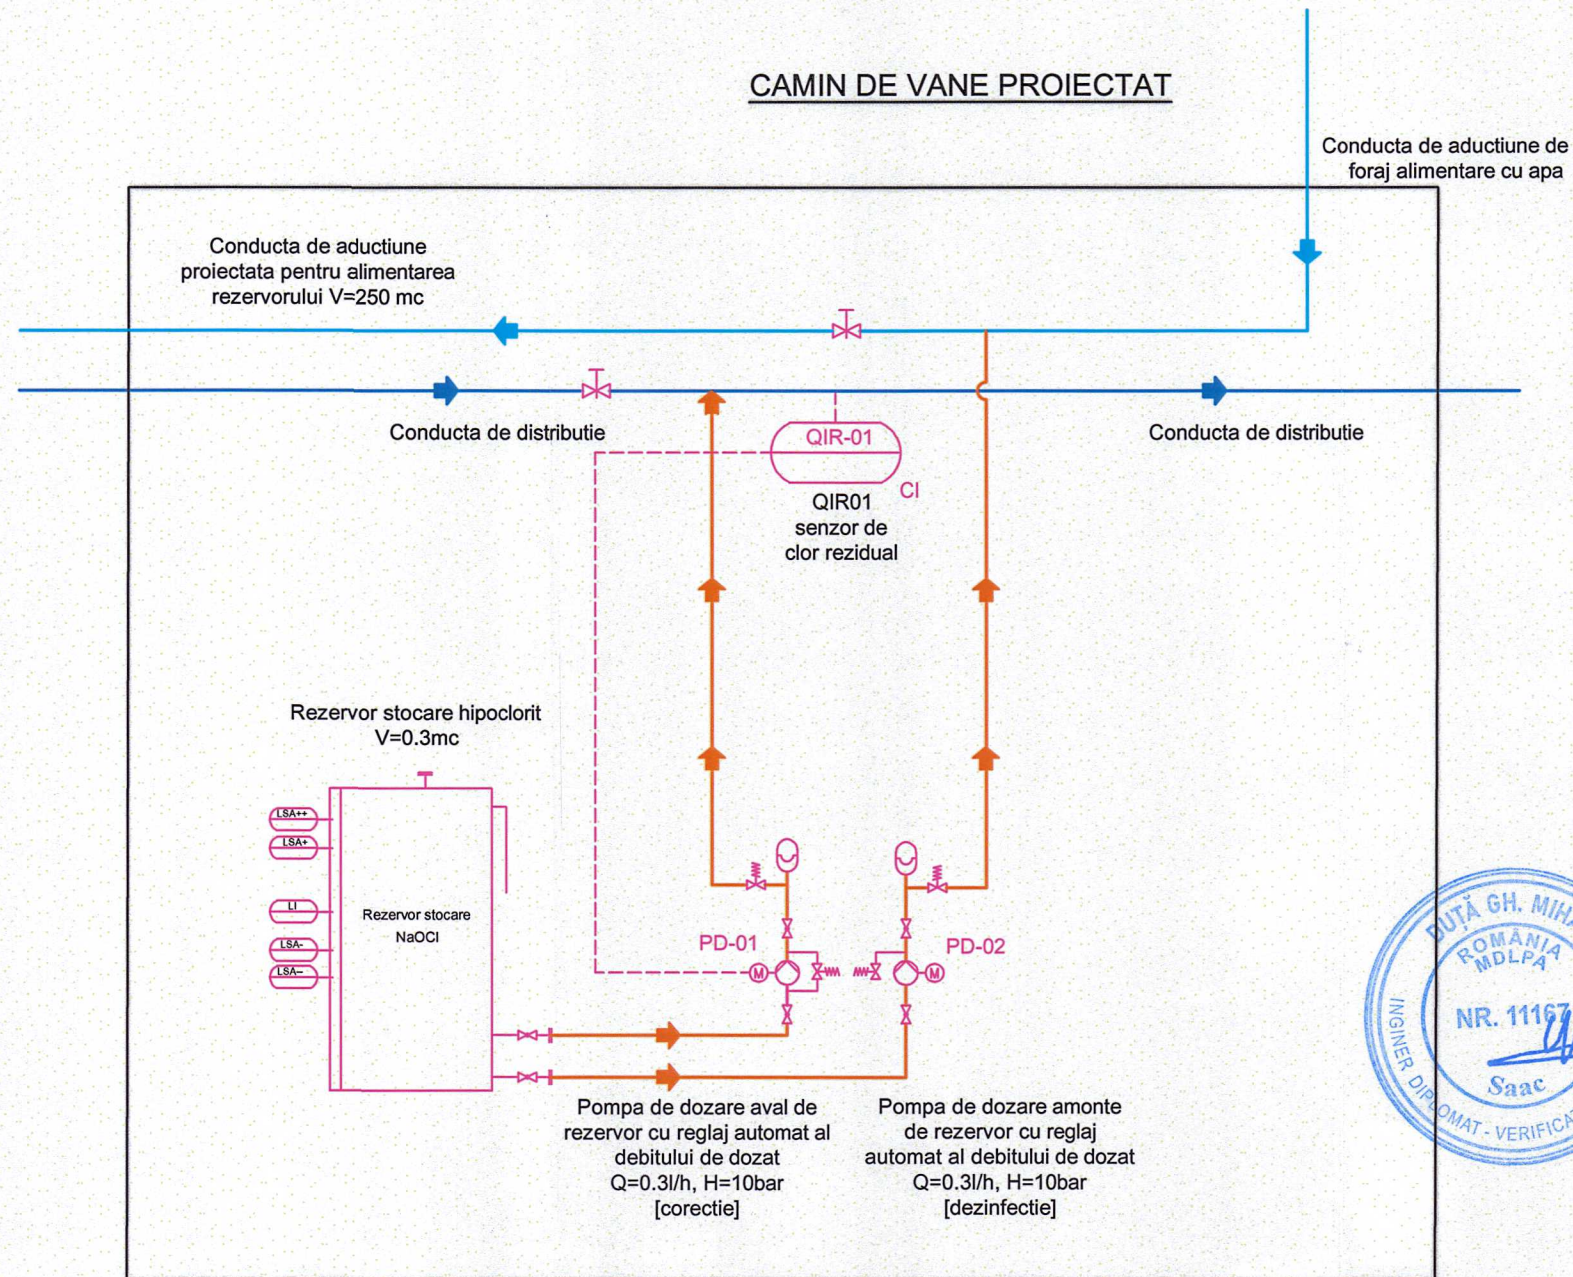 CAMIN DE VANE PROIECTAT
Conducta de aductiune de
foraj alimentare cu apa
Conducta de aductiune
proiectata pentru alimentarea
rezervorului V=250 mc
Conducta de distributie
Conducta de distributie
QIR-01
Cl
QIR01
senzor de
clor rezidual
Rezervor stocare hipoclorit
V=0.3mc
LSA++
LSA+
LI
LSA-
LSA--
Rezervor stocare
NaOCl
PD-01
M
M
PD-02
Pompa de dozare aval de
rezervor cu reglaj automat al
debitului de dozat
Q=0.3l/h, H=10bar
[corectie]
Pompa de dozare amonte
de rezervor cu reglaj
automat al debitului de dozat
Q=0.3l/h, H=10bar
[dezinfectie]
DUȚĂ GH.
ROMÂNIA
MDLPA
NR. 11167
Saac
INGINER DIPLOMAT -